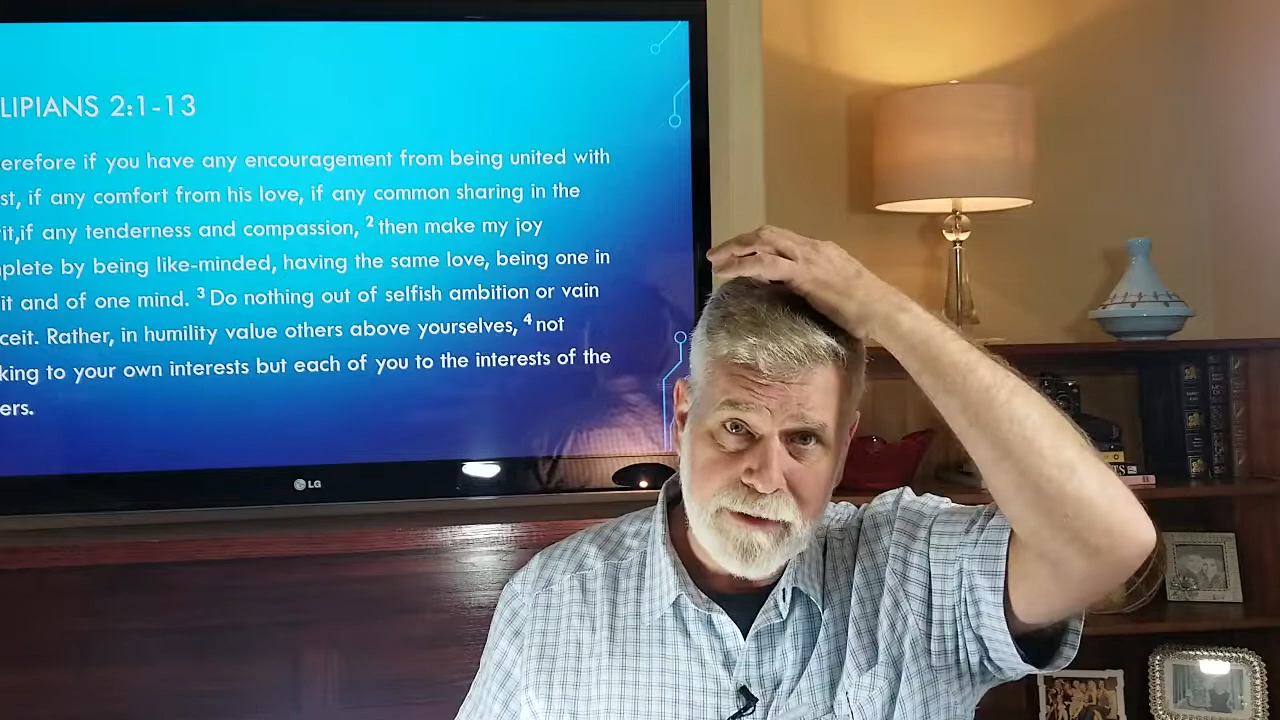 LIPIANS 2:1-13
erefore if you have any encouragement from being united with
st, if any comfort from his love, if any common sharing in the
it,if any tenderness and compassion, 2 then make my joy
plete by being like-minded, having the same love, being one in
it and of one mind. 3 Do nothing out of selfish ambition or vain
ceit. Rather, in humility value others above yourselves, 4 not
king to your own interests but each of you to the interests of the
ers.
LG